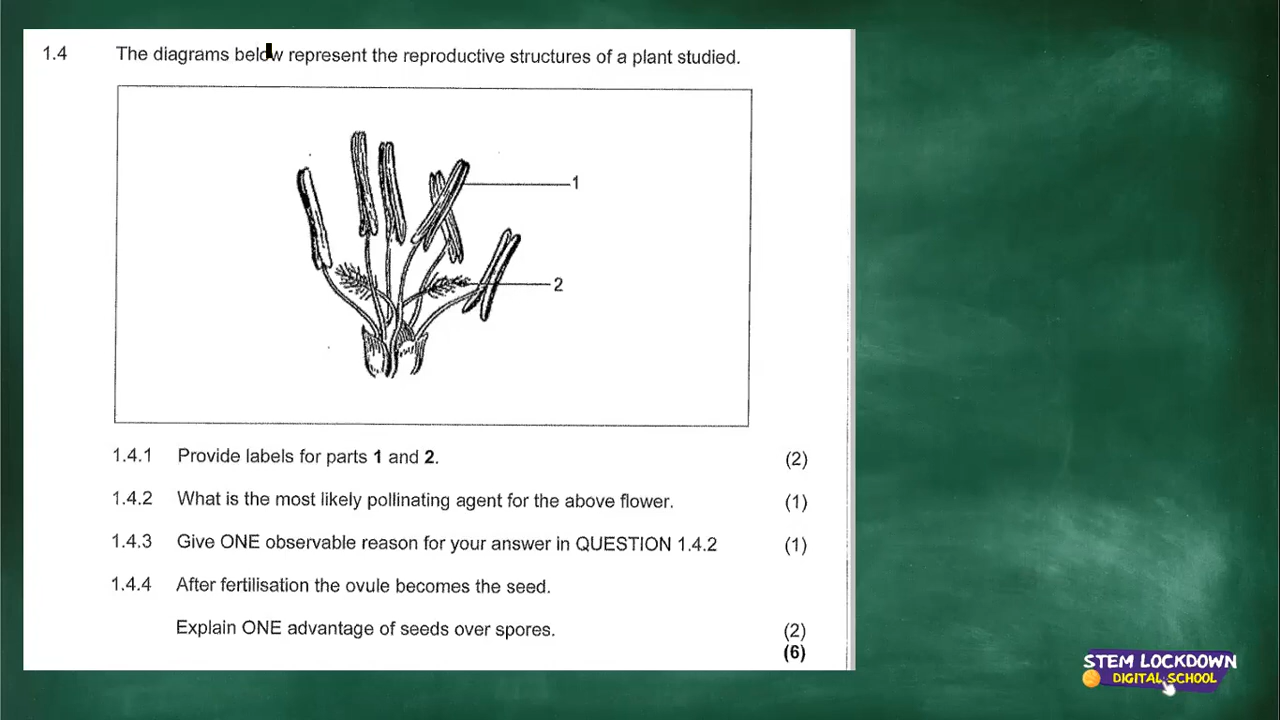 1.4 The diagrams below represent the reproductive structures of a plant studied.
1
2
1.4.1 Provide labels for parts 1 and 2. (2)
1.4.2 What is the most likely pollinating agent for the above flower. (1)
1.4.3 Give ONE observable reason for your answer in QUESTION 1.4.2 (1)
1.4.4 After fertilisation the ovule becomes the seed.
Explain ONE advantage of seeds over spores. (2)
(6)
STEM LOCKDOWN
DIGITAL SCHOOL